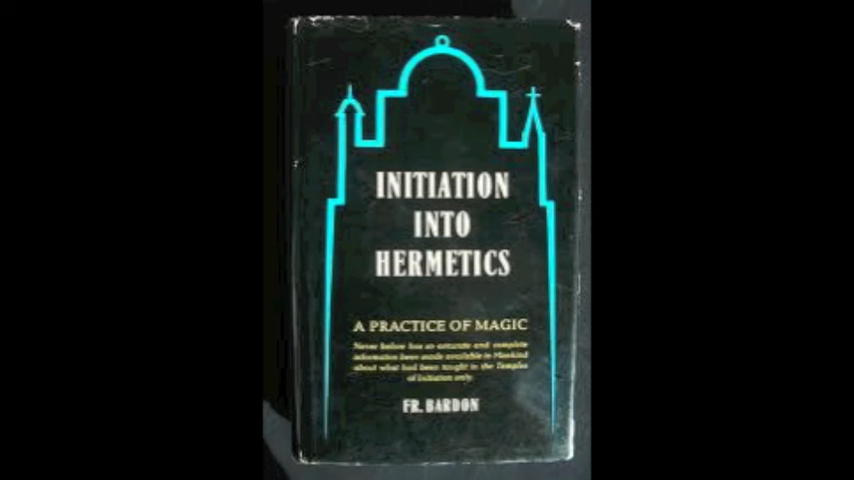 INITIATION
INTO
HERMETICS
A PRACTICE OF MAGIC
Never before has so accurate and complete
information been made available to Mankind
about what had been taught in the Temples
of Initiation only.
FR. BARDON